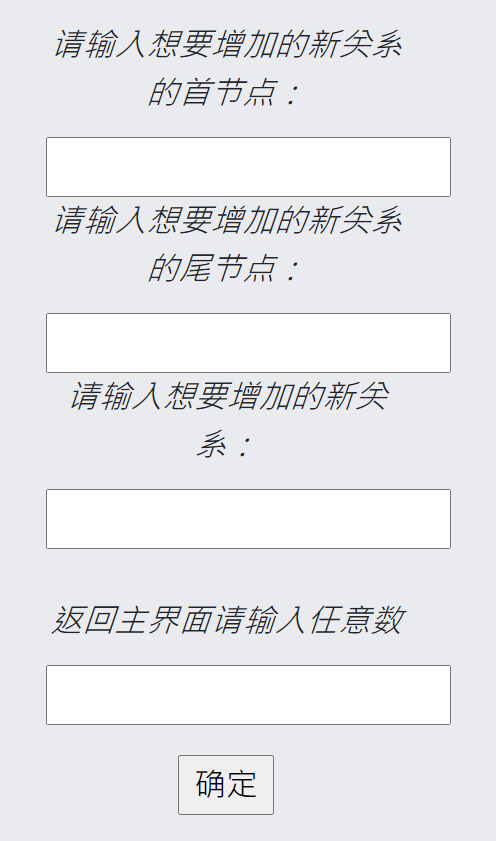 请输入想要增加的新关系
的首节点：
请输入想要增加的新关系
的尾节点：
请输入想要增加的新关
系：
返回主界面请输入任意数
确定